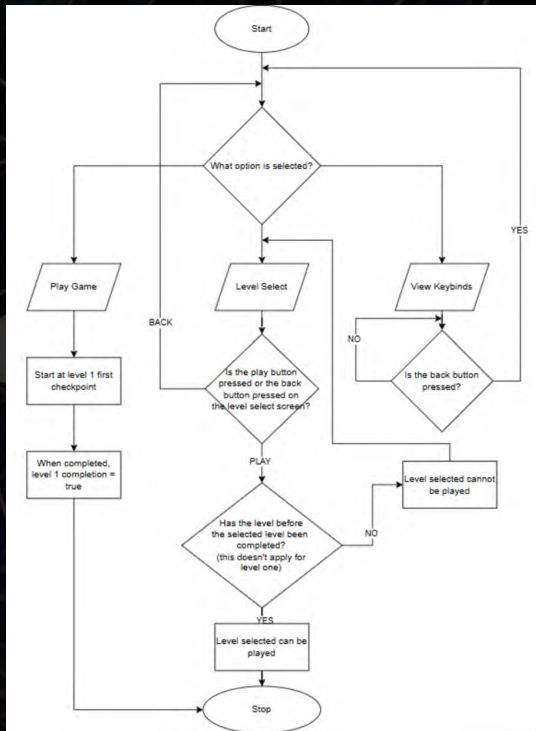 Start
What option is selected?
YES
Play Game
Level Select
View Keybinds
BACK
NO
Start at level 1 first
checkpoint
Is the play button
pressed or the back
button pressed on
the level select screen?
Is the back button
pressed?
When completed,
level 1 completion =
true
PLAY
Level selected cannot
be played
Has the level before
the selected level been
completed?
(this doesn't apply for
level one)
NO
YES
Level selected can be
played
Stop